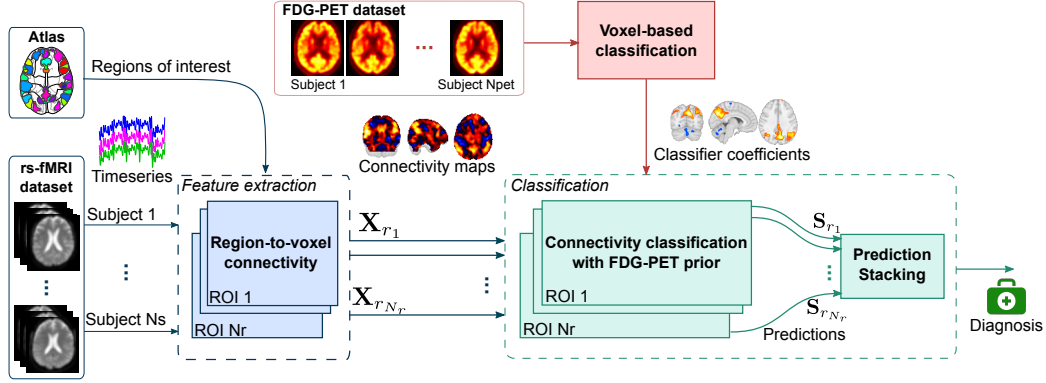 FDG-PET dataset
Subject 1
...
Subject Npet
Voxel-based
classification
Atlas
Regions of interest
Timeseries
Connectivity maps
Classifier coefficients
rs-fMRI
dataset
Subject 1
...
...
Subject Ns
Feature extraction
Region-to-voxel
connectivity
ROI 1
ROI Nr
X_{r_1}
...
X_{r_{N_r}}
Classification
Connectivity classification
with FDG-PET prior
ROI 1
ROI Nr
S_{r_1}
...
S_{r_{N_r}}
Predictions
Prediction
Stacking
Diagnosis